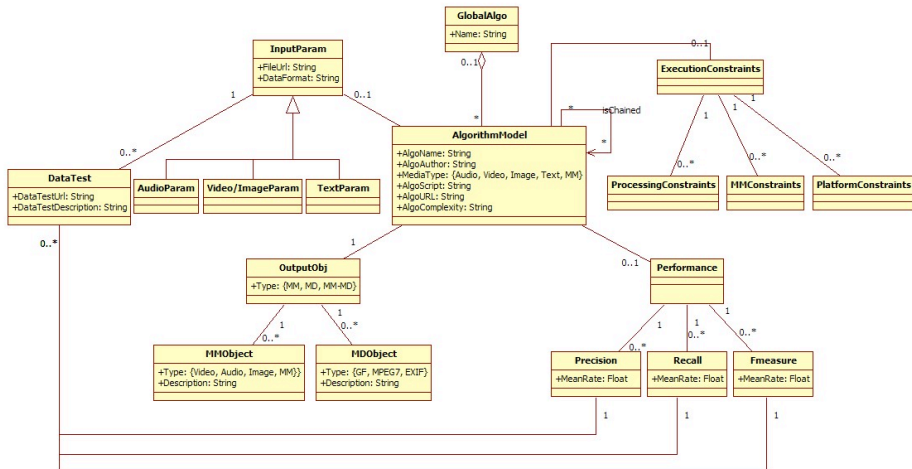 GlobalAlgo
+Name: String
0..1
*
InputParam
+FileUrl: String
+DataFormat: String
1
0..1
0..*
0..1
ExecutionConstraints
1
1
1
0..*
0..*
0..*
ProcessingConstraints
MMConstraints
PlatformConstraints
*
isChained
*
AlgorithmModel
+AlgoName: String
+AlgoAuthor: String
+MediaType: {Audio, Video, Image, Text, MM}
+AlgoScript: String
+AlgoURL: String
+AlgoComplexity: String
DataTest
+DataTestUrl: String
+DataTestDescription: String
0..*
AudioParam
Video/ImageParam
TextParam
1
0..1
OutputObj
+Type: {MM, MD, MM-MD}
1
1
0..*
0..*
Performance
1
1
1
0..*
0..*
0..*
MMObject
+Type: {Video, Audio, Image, MM}}
+Description: String
MDObject
+Type: {GF, MPEG7, EXIF}
+Description: String
Precision
+MeanRate: Float
Recall
+MeanRate: Float
Fmeasure
+MeanRate: Float
1
1
1